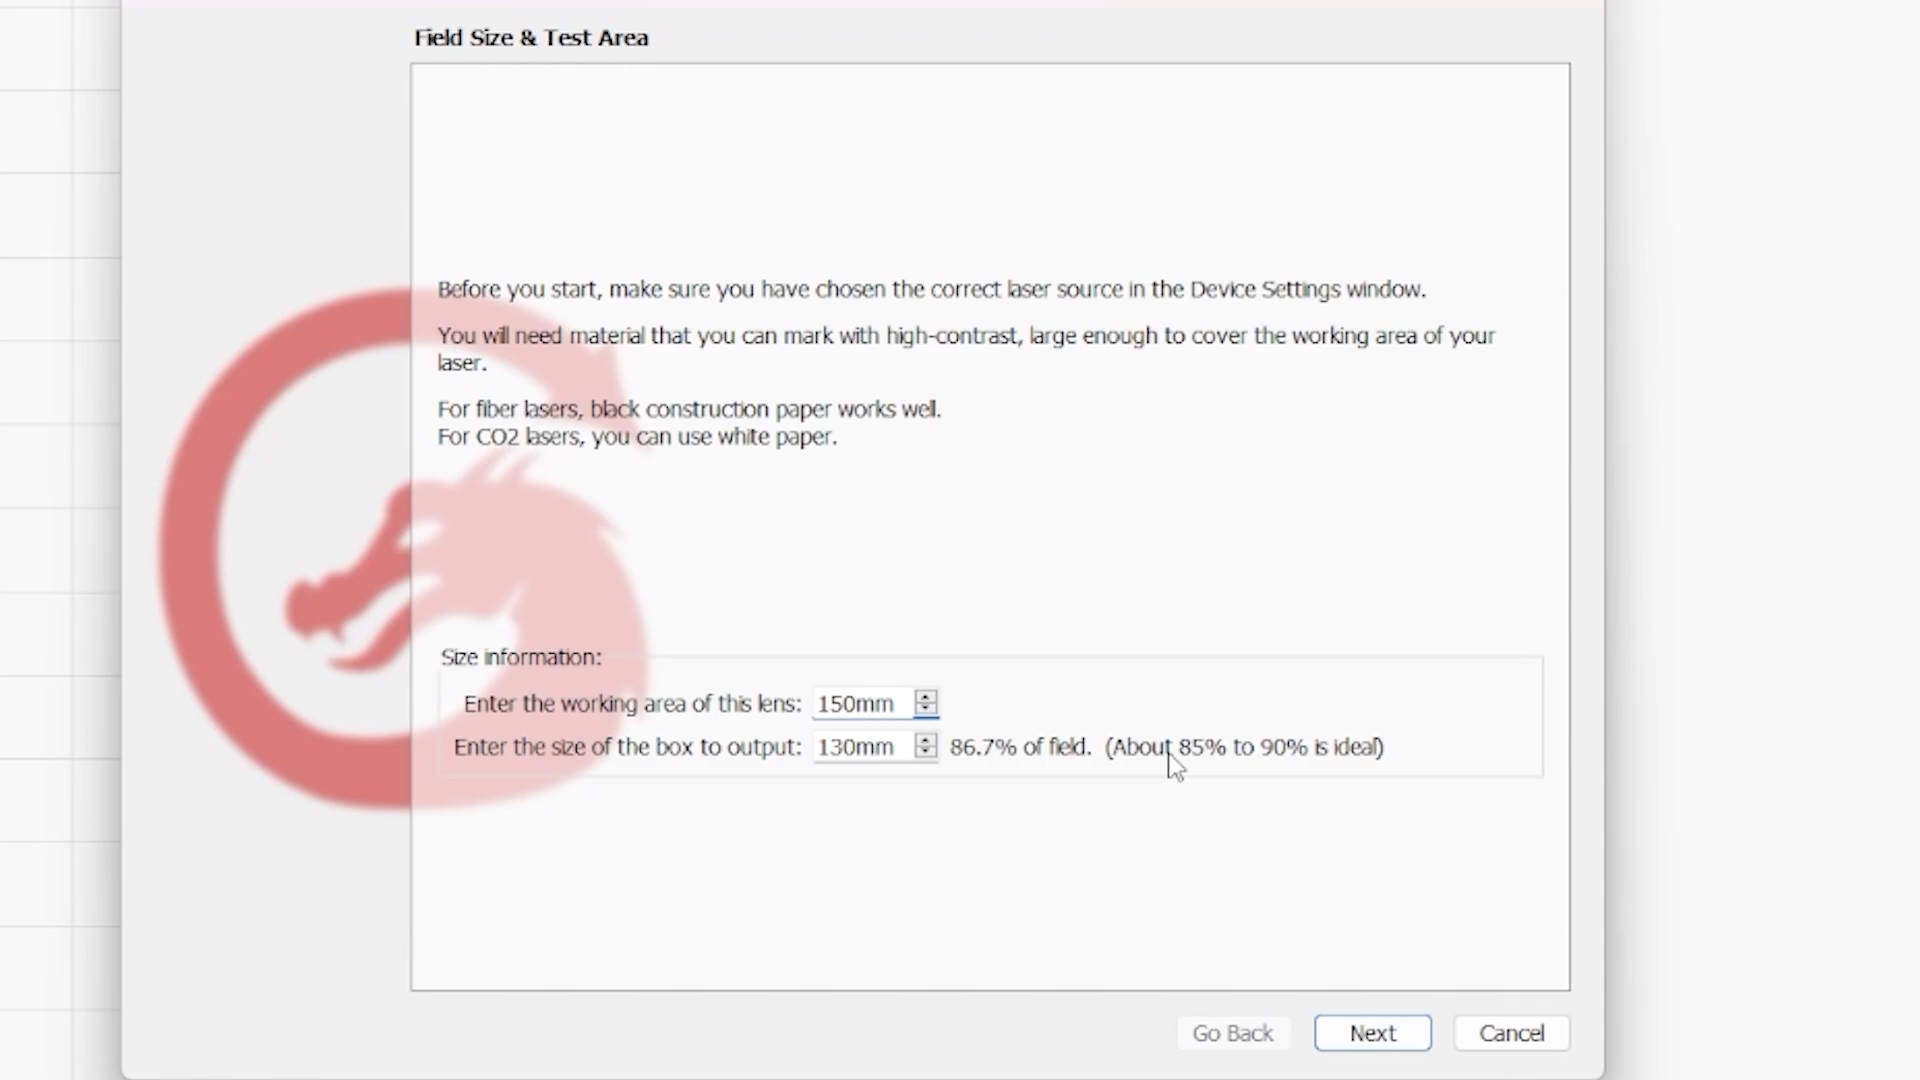 Field Size & Test Area
Before you start, make sure you have chosen the correct laser source in the Device Settings window.
You will need material that you can mark with high-contrast, large enough to cover the working area of your
laser.
For fiber lasers, black construction paper works well.
For CO2 lasers, you can use white paper.
Size information:
Enter the working area of this lens: 150mm
Enter the size of the box to output: 130mm 86.7% of field. (About 85% to 90% is ideal)
Go Back Next Cancel